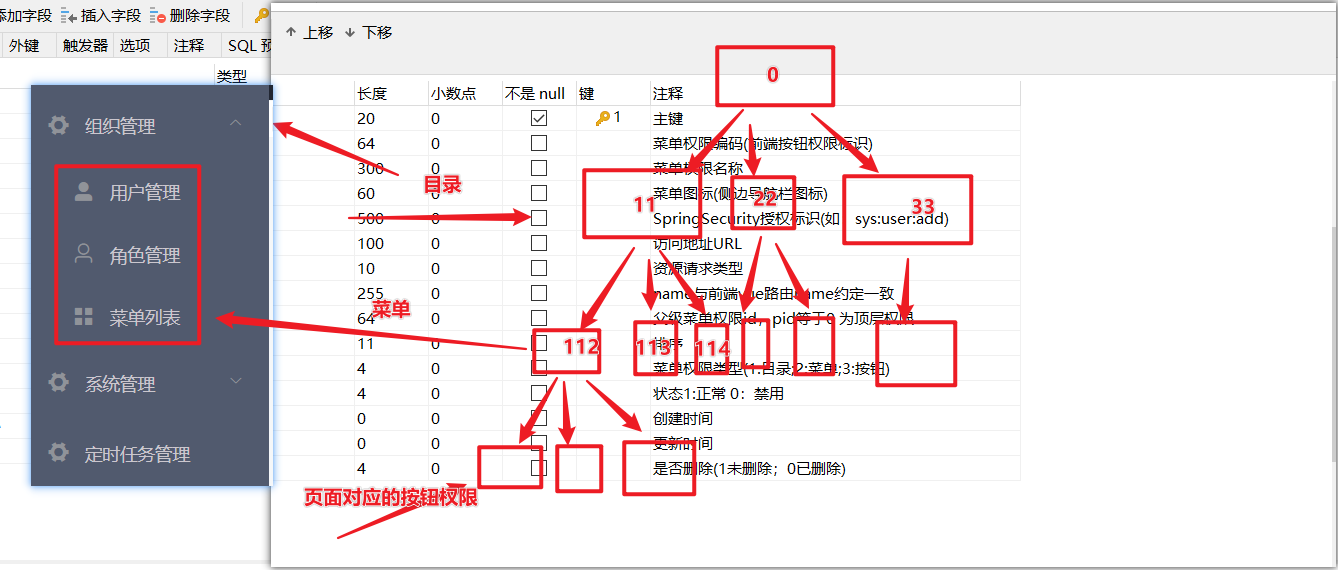 添加字段 插入字段 删除字段
外键 触发器 选项 注释 SQL 预
类型
组织管理
用户管理
角色管理
菜单列表
系统管理
定时任务管理
上移 下移
长度 小数点 不是 null 键 注释
20 0 1 主键
64 0 菜单权限编码(前端按钮权限标识)
300 0 菜单权限名称
60 0 菜单图标(侧边导航栏图标)
500 0 SpringSecurity授权标识(如 sys:user:add)
100 0 访问地址URL
10 0 资源请求类型
255 0 name与前端vue路由name约定一致
64 0 父级菜单权限id，pid等于0 为顶层权限
11 0 排序
4 0 菜单权限类型(1:目录;2:菜单;3:按钮)
4 0 状态1:正常 0：禁用
0 0 创建时间
0 0 更新时间
4 0 是否删除(1未删除；0已删除)
0
11 22 33
112 113 114
目录
菜单
页面对应的按钮权限